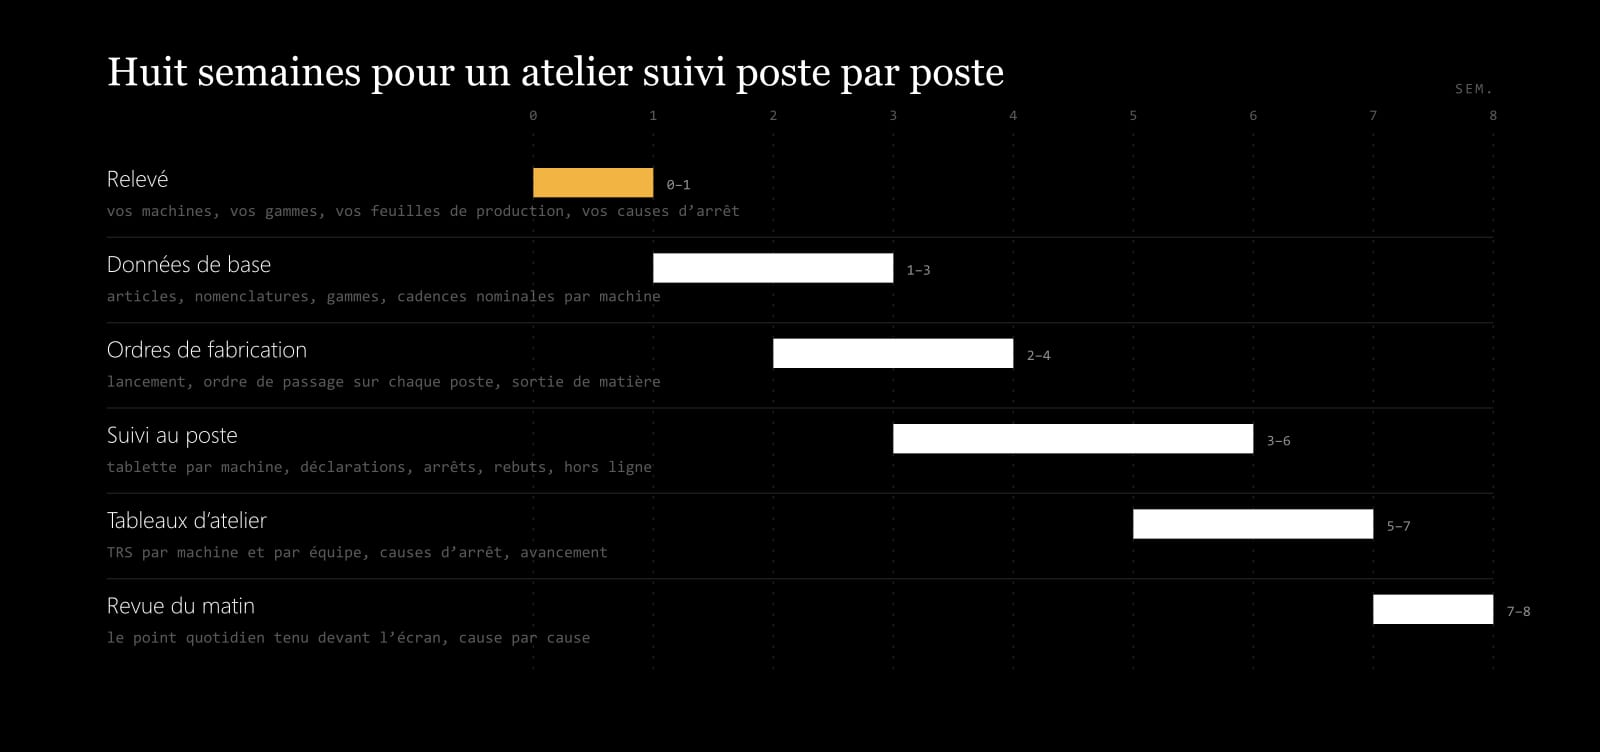 Huit semaines pour un atelier suivi poste par poste
SEM.
0 1 2 3 4 5 6 7 8
Relevé
0–1
vos machines, vos gammes, vos feuilles de production, vos causes d’arrêt
Données de base
1–3
articles, nomenclatures, gammes, cadences nominales par machine
Ordres de fabrication
2–4
lancement, ordre de passage sur chaque poste, sortie de matière
Suivi au poste
3–6
tablette par machine, déclarations, arrêts, rebuts, hors ligne
Tableaux d’atelier
5–7
TRS par machine et par équipe, causes d’arrêt, avancement
Revue du matin
7–8
le point quotidien tenu devant l’écran, cause par cause